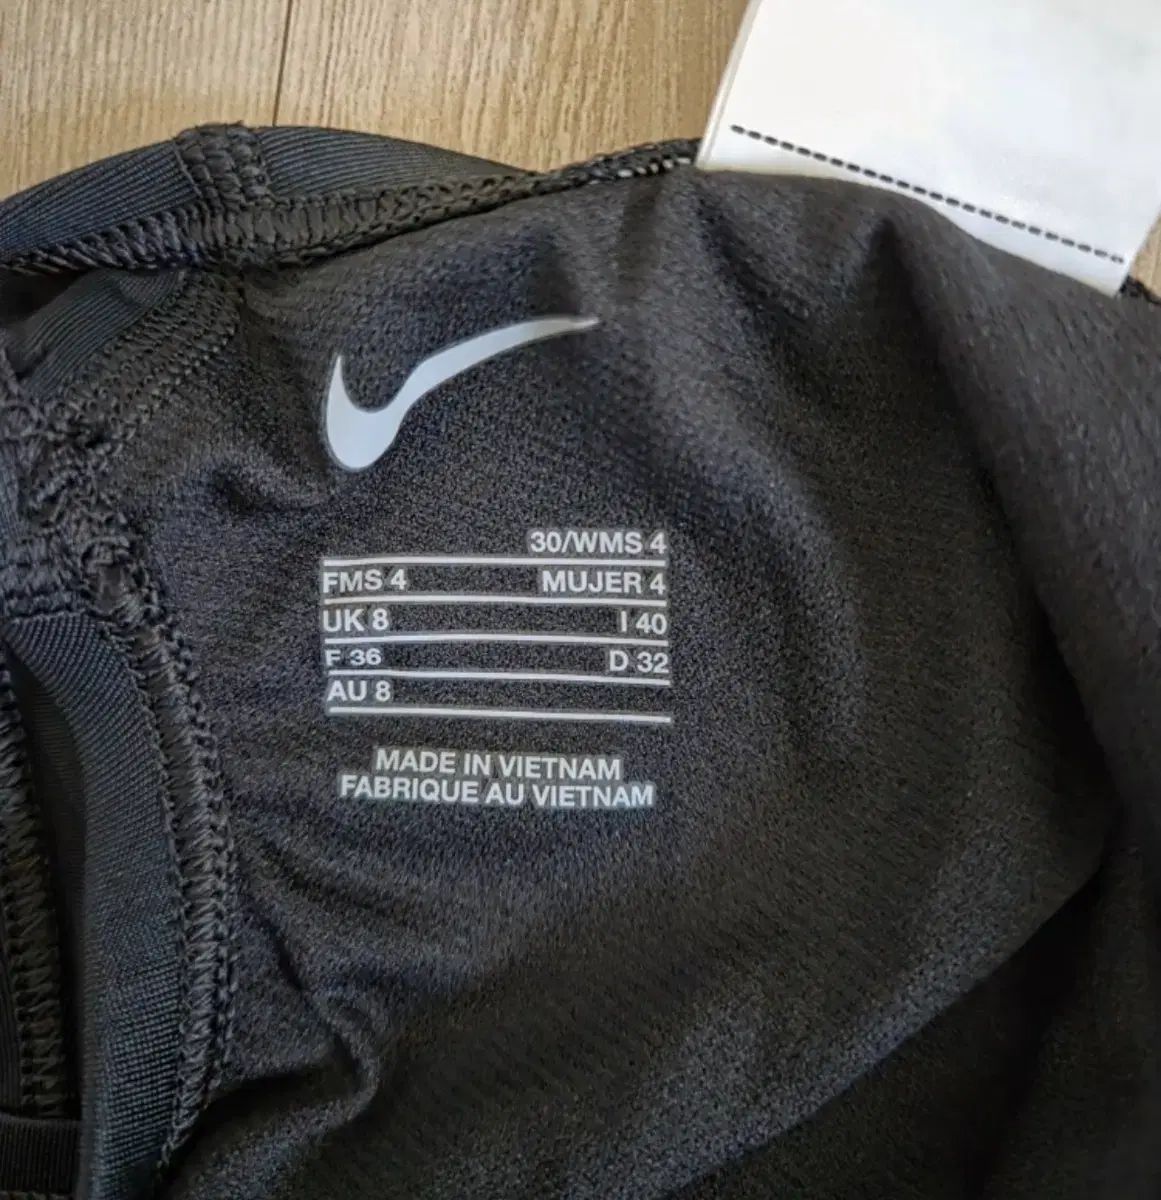 30/WMS 4
FMS 4 MUJER 4
UK 8 I 40
F 36 D 32
AU 8
MADE IN VIETNAM
FABRIQUE AU VIETNAM